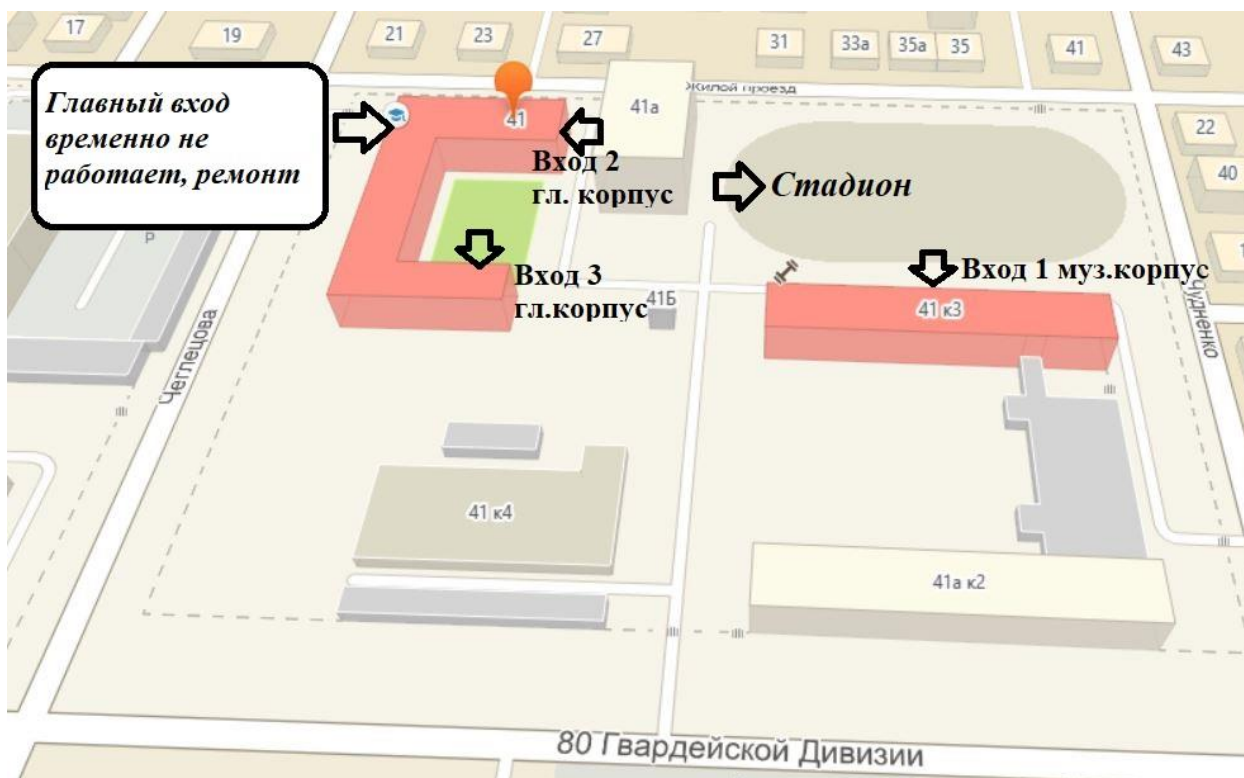 17
19
21
23
27
31
33а
35а
35
41
43
Главный вход
временно не
работает, ремонт
41
41а
жилой проезд
22
40
Вход 2
гл. корпус
Стадион
Р
Вход 3
гл.корпус
Вход 1 муз.корпус
41Б
41 к3
Чудненко
Чеглецова
41 к4
41а к2
80 Гвардейской Дивизии